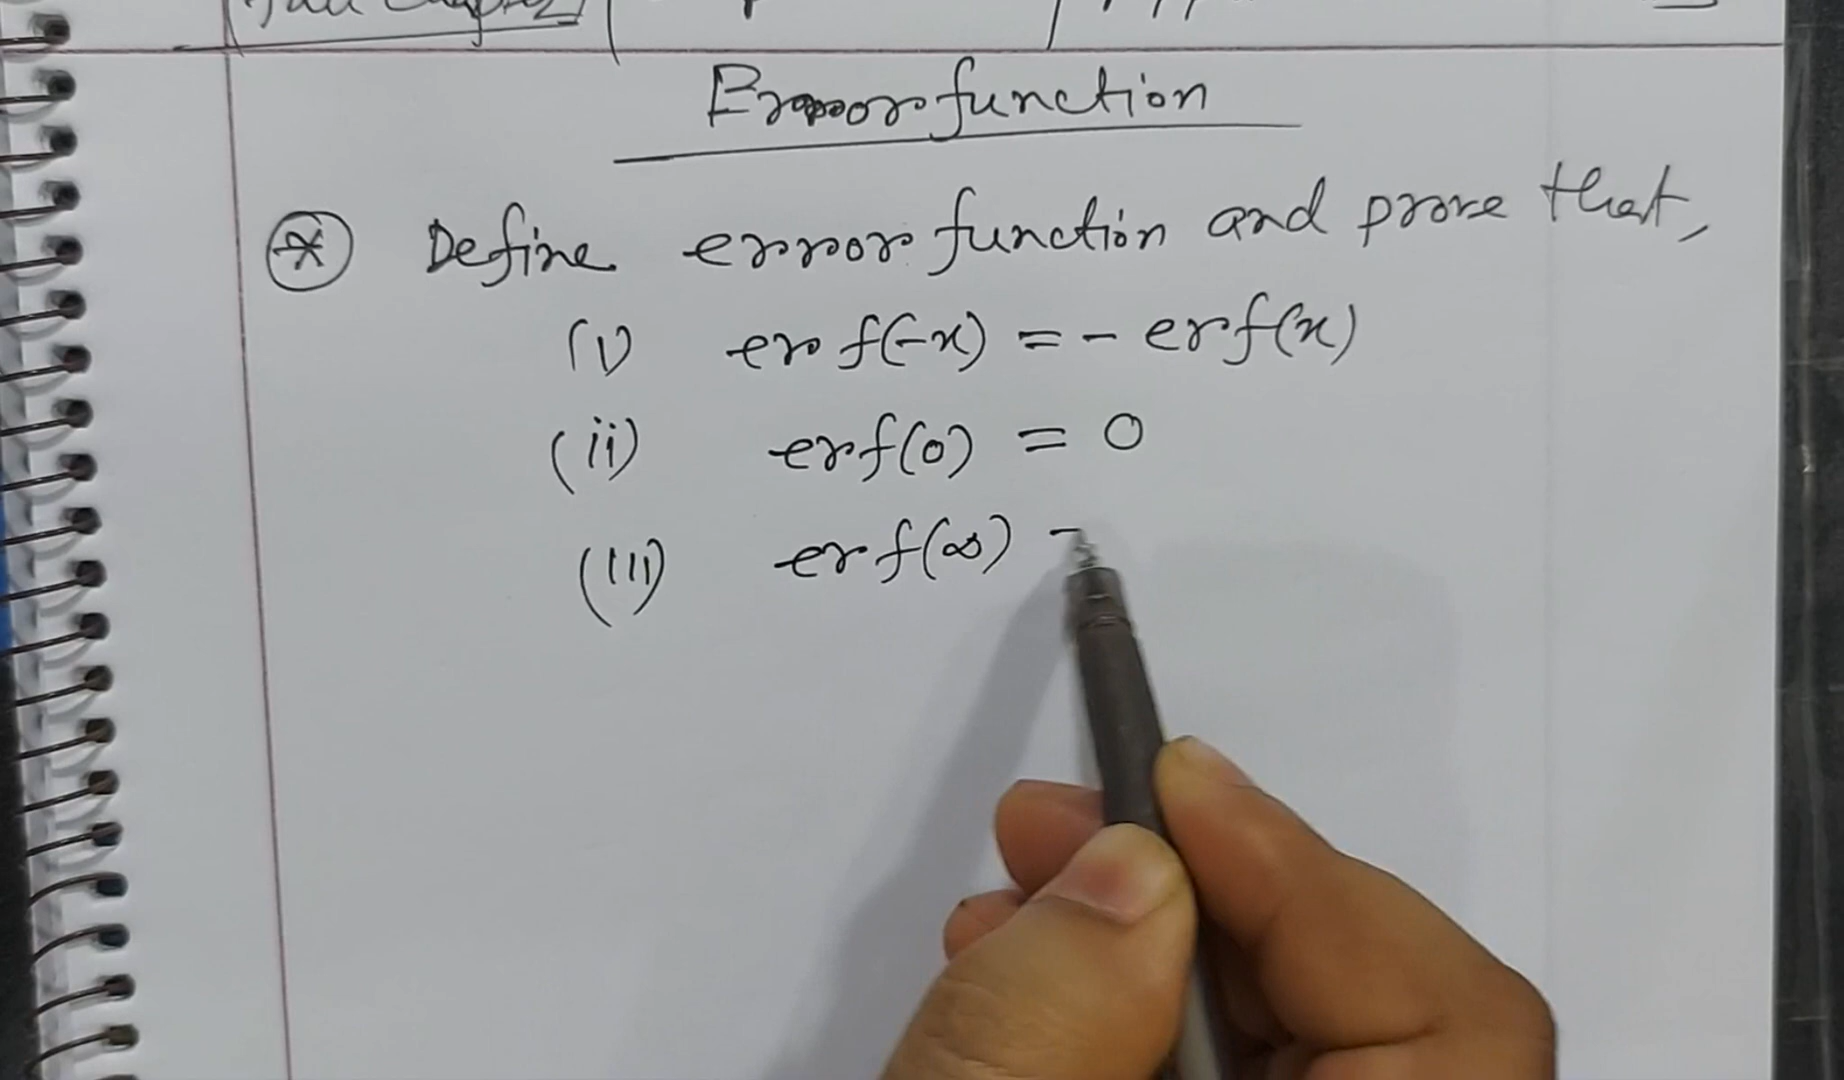 Error function
* Define error function and prove that,
(i) erf(-x) = - erf(x)
(ii) erf(0) = 0
(iii) erf(∞) -